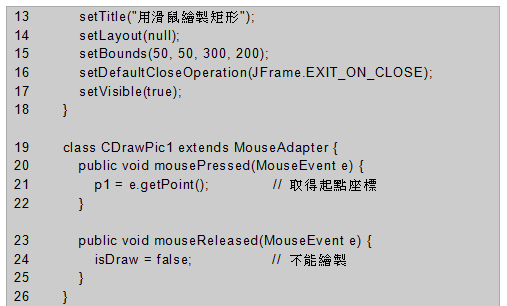 13 setTitle("用滑鼠繪製矩形");
14 setLayout(null);
15 setBounds(50, 50, 300, 200);
16 setDefaultCloseOperation(JFrame.EXIT_ON_CLOSE);
17 setVisible(true);
18 }
19 class CDrawPic1 extends MouseAdapter {
20 public void mousePressed(MouseEvent e) {
21 p1 = e.getPoint(); // 取得起點座標
22 }
23 public void mouseReleased(MouseEvent e) {
24 isDraw = false; // 不能繪製
25 }
26 }